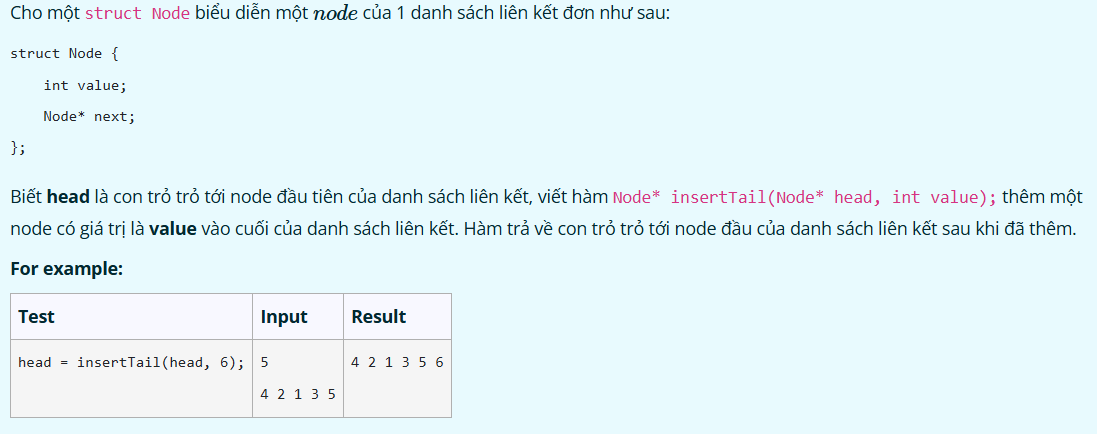 Cho một struct Node biểu diễn một node của 1 danh sách liên kết đơn như sau:
struct Node {
    int value;
    Node* next;
};
Biết head là con trỏ trỏ tới node đầu tiên của danh sách liên kết, viết hàm Node* insertTail(Node* head, int value); thêm một
node có giá trị là value vào cuối của danh sách liên kết. Hàm trả về con trỏ trỏ tới node đầu của danh sách liên kết sau khi đã thêm.
For example:
Test Input Result
head = insertTail(head, 6); 5 4 2 1 3 5 6
4 2 1 3 5